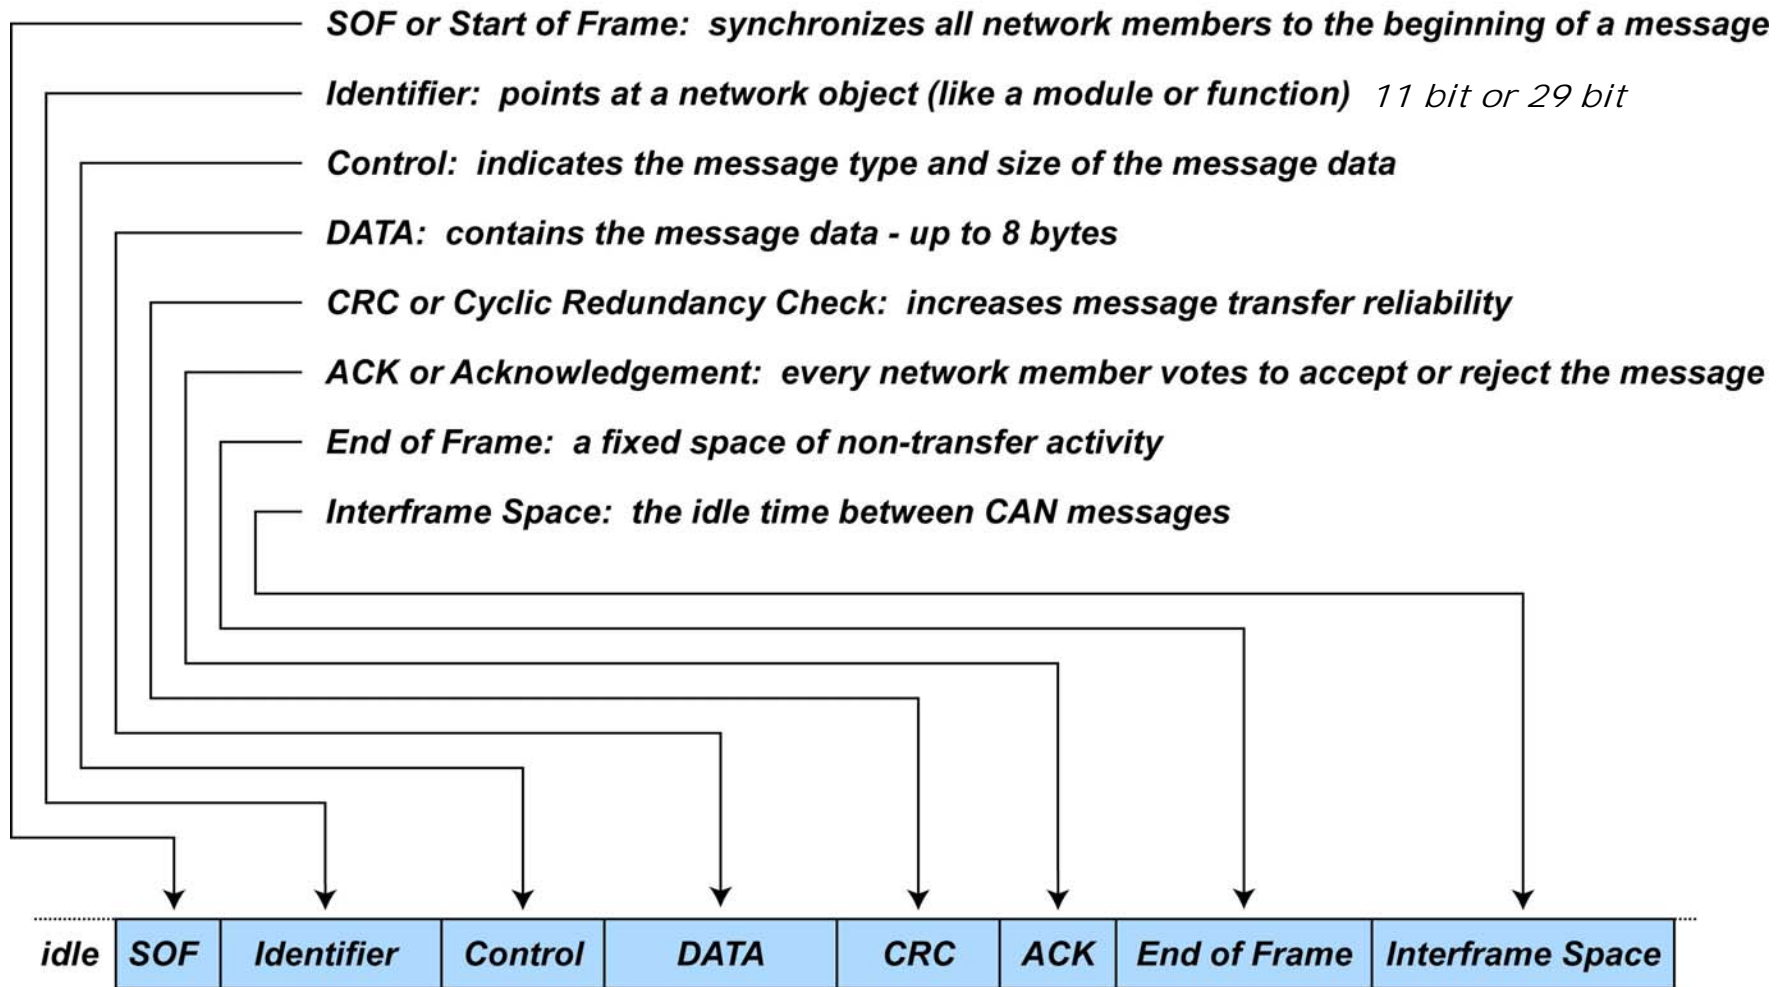 SOF or Start of Frame: synchronizes all network members to the beginning of a message
Identifier: points at a network object (like a module or function) 11 bit or 29 bit
Control: indicates the message type and size of the message data
DATA: contains the message data - up to 8 bytes
CRC or Cyclic Redundancy Check: increases message transfer reliability
ACK or Acknowledgement: every network member votes to accept or reject the message
End of Frame: a fixed space of non-transfer activity
Interframe Space: the idle time between CAN messages
idle SOF Identifier Control DATA CRC ACK End of Frame Interframe Space